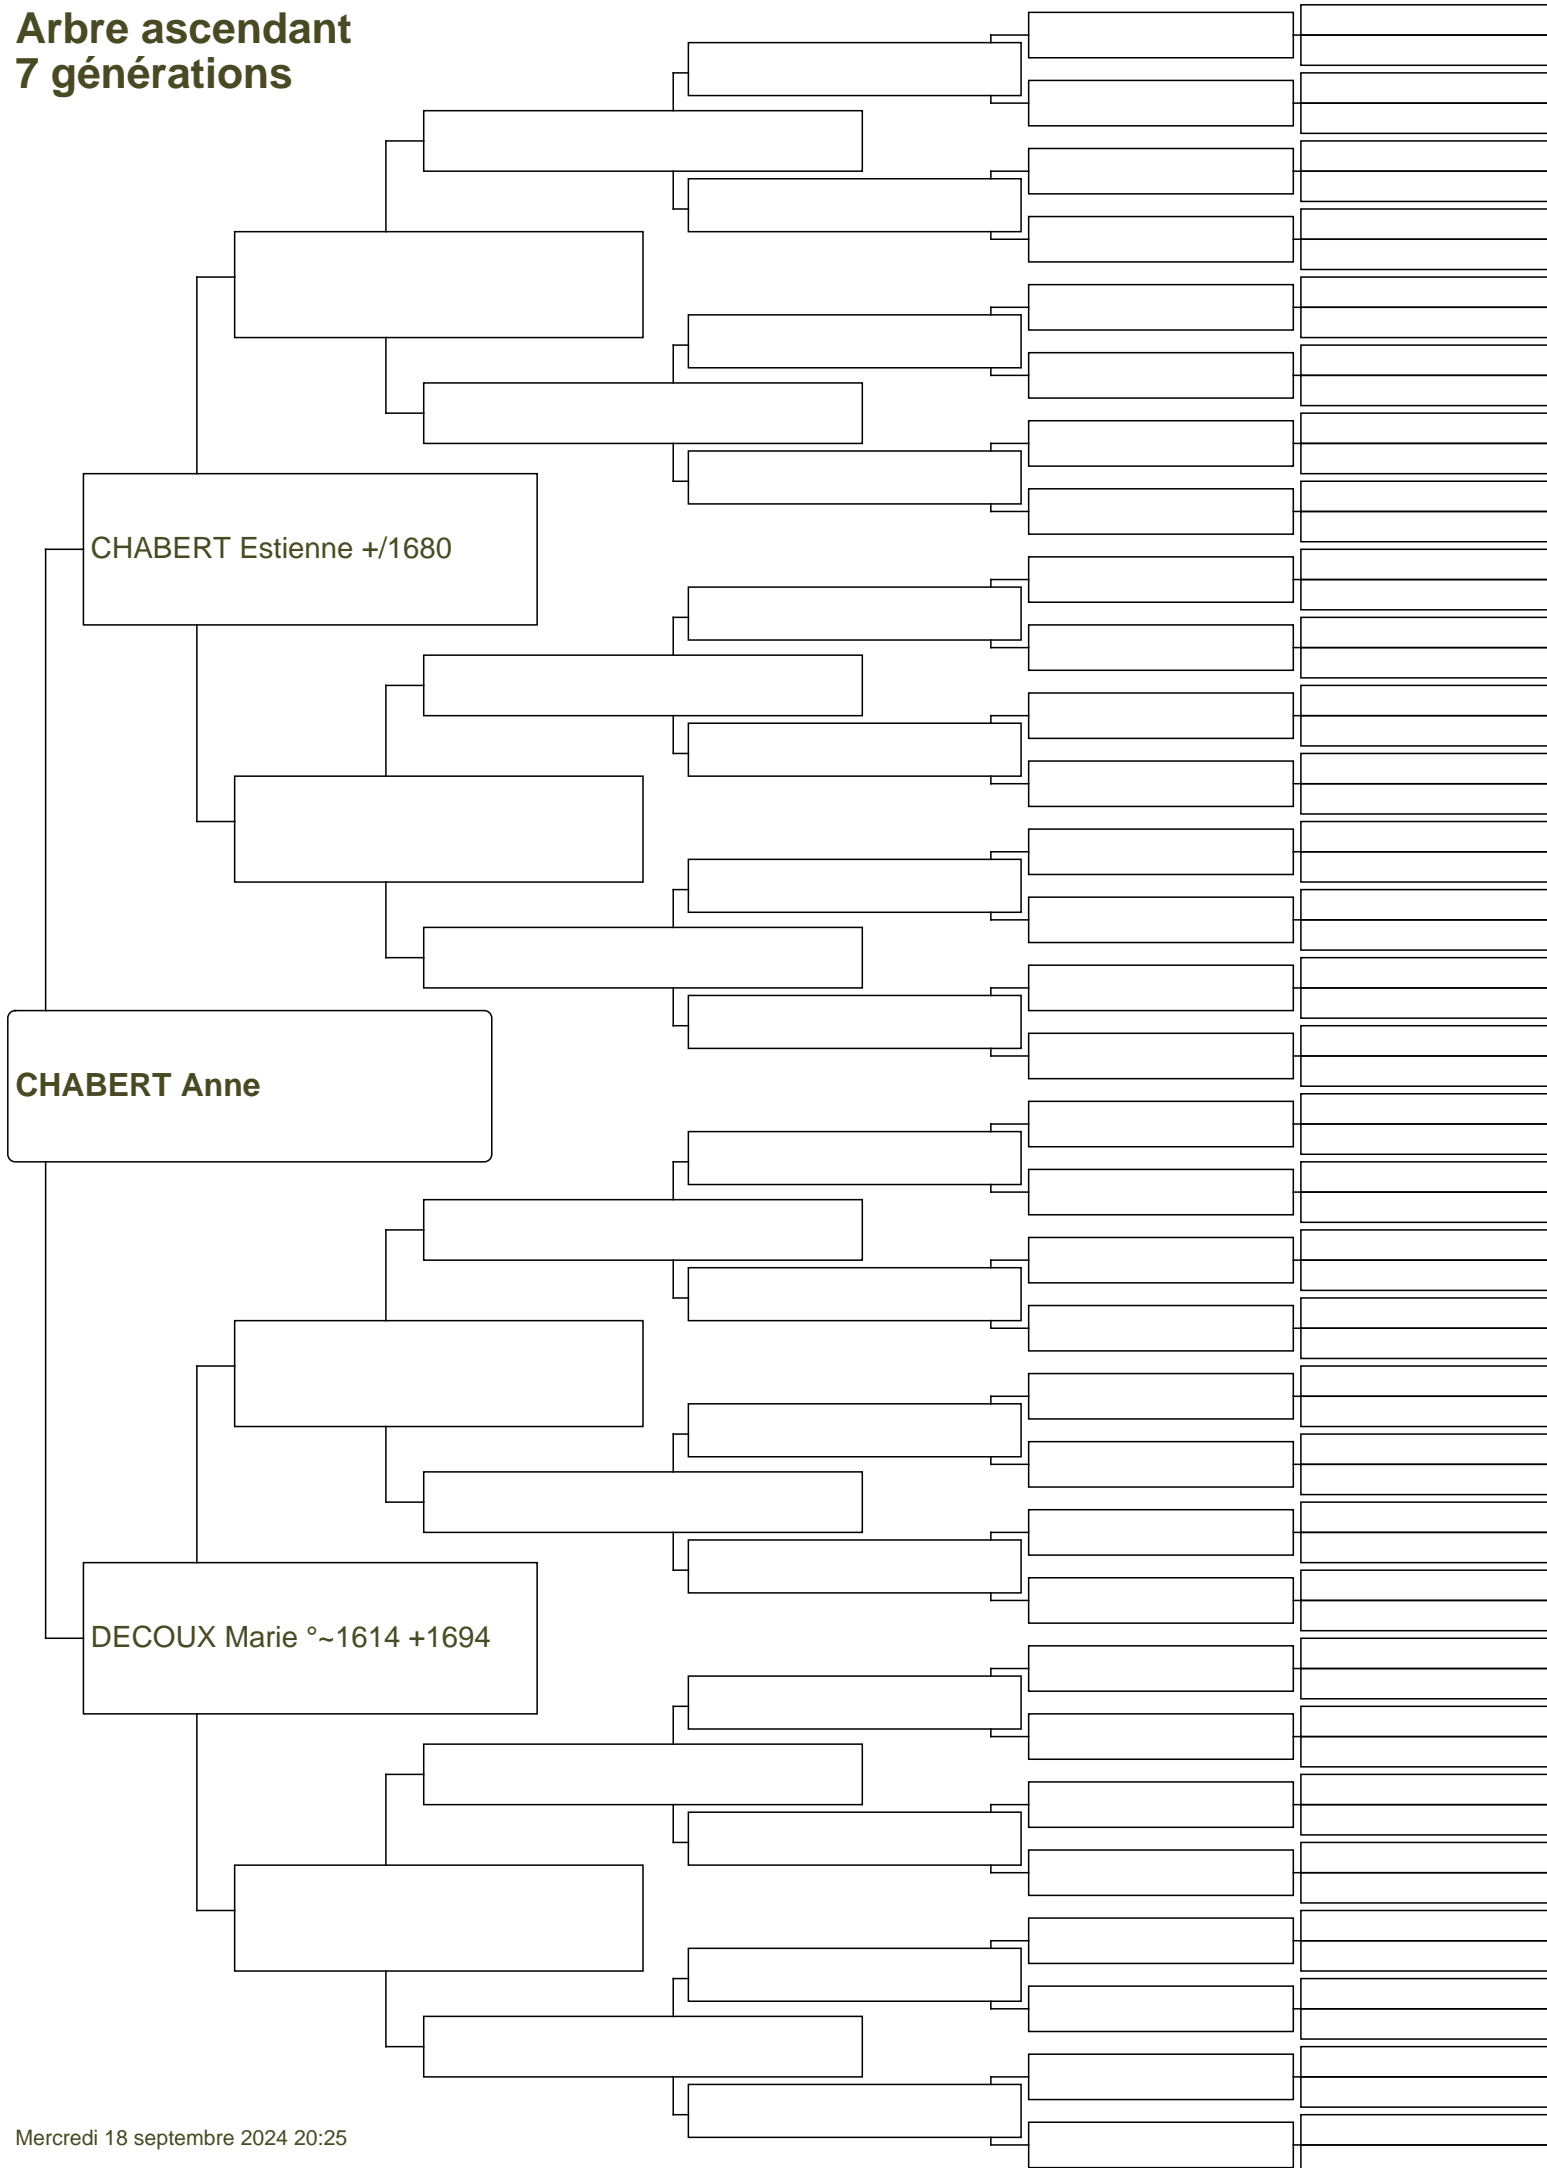 Arbre ascendant
7 générations
CHABERT Estienne +/1680
CHABERT Anne
DECOUX Marie °~1614 +1694
Mercredi 18 septembre 2024 20:25